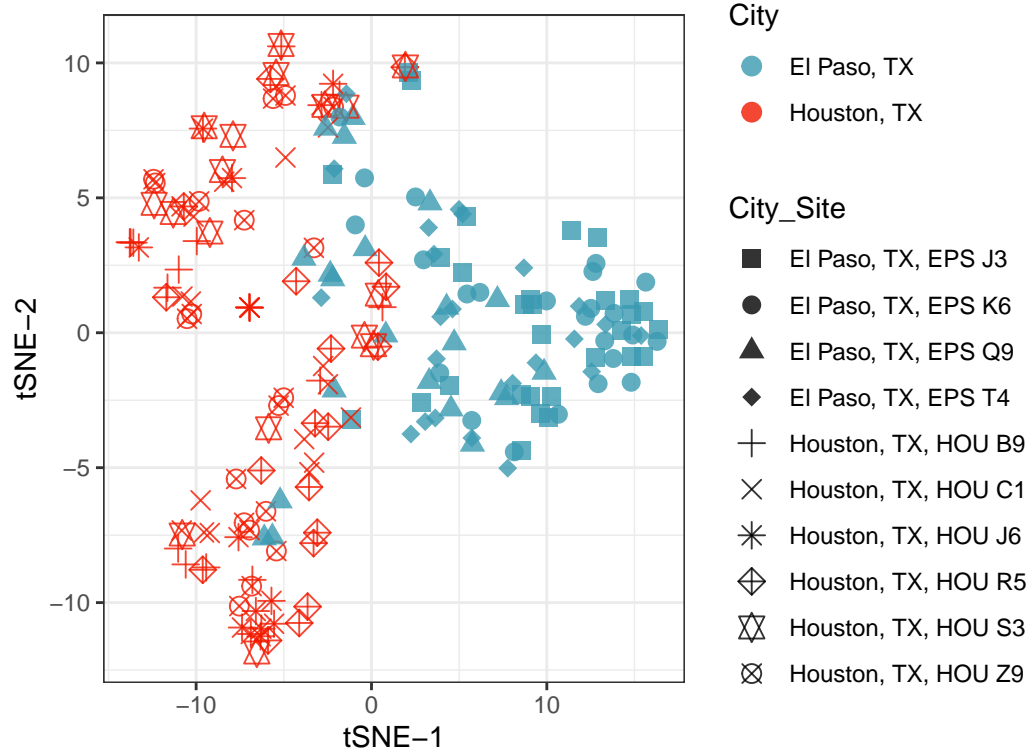 City
El Paso, TX
Houston, TX
City_Site
El Paso, TX, EPS J3
El Paso, TX, EPS K6
El Paso, TX, EPS Q9
El Paso, TX, EPS T4
Houston, TX, HOU B9
Houston, TX, HOU C1
Houston, TX, HOU J6
Houston, TX, HOU R5
Houston, TX, HOU S3
Houston, TX, HOU Z9
tSNE−2
10
5
0
−5
−10
−10
0
10
tSNE−1